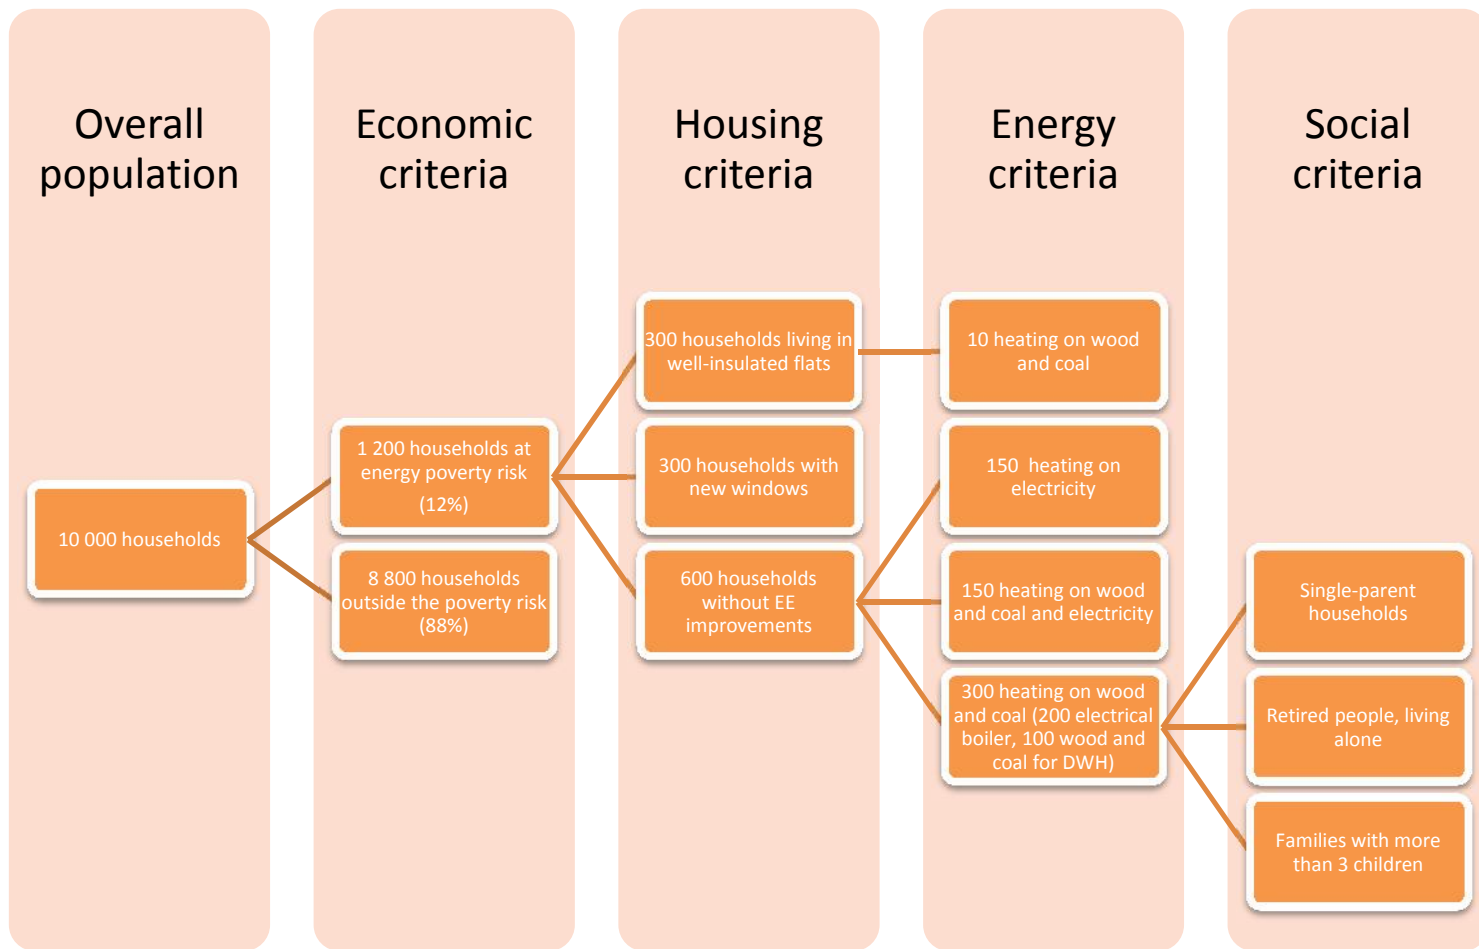 Overall
population
Economic
criteria
Housing
criteria
Energy
criteria
Social
criteria
10 000 households
1 200 households at
energy poverty risk
(12%)
8 800 households
outside the poverty risk
(88%)
300 households living in
well-insulated flats
300 households with
new windows
600 households
without EE
improvements
10 heating on wood
and coal
150 heating on
electricity
150 heating on wood
and coal and electricity
300 heating on wood
and coal (200 electrical
boiler, 100 wood and
coal for DWH)
Single-parent
households
Retired people, living
alone
Families with more
than 3 children